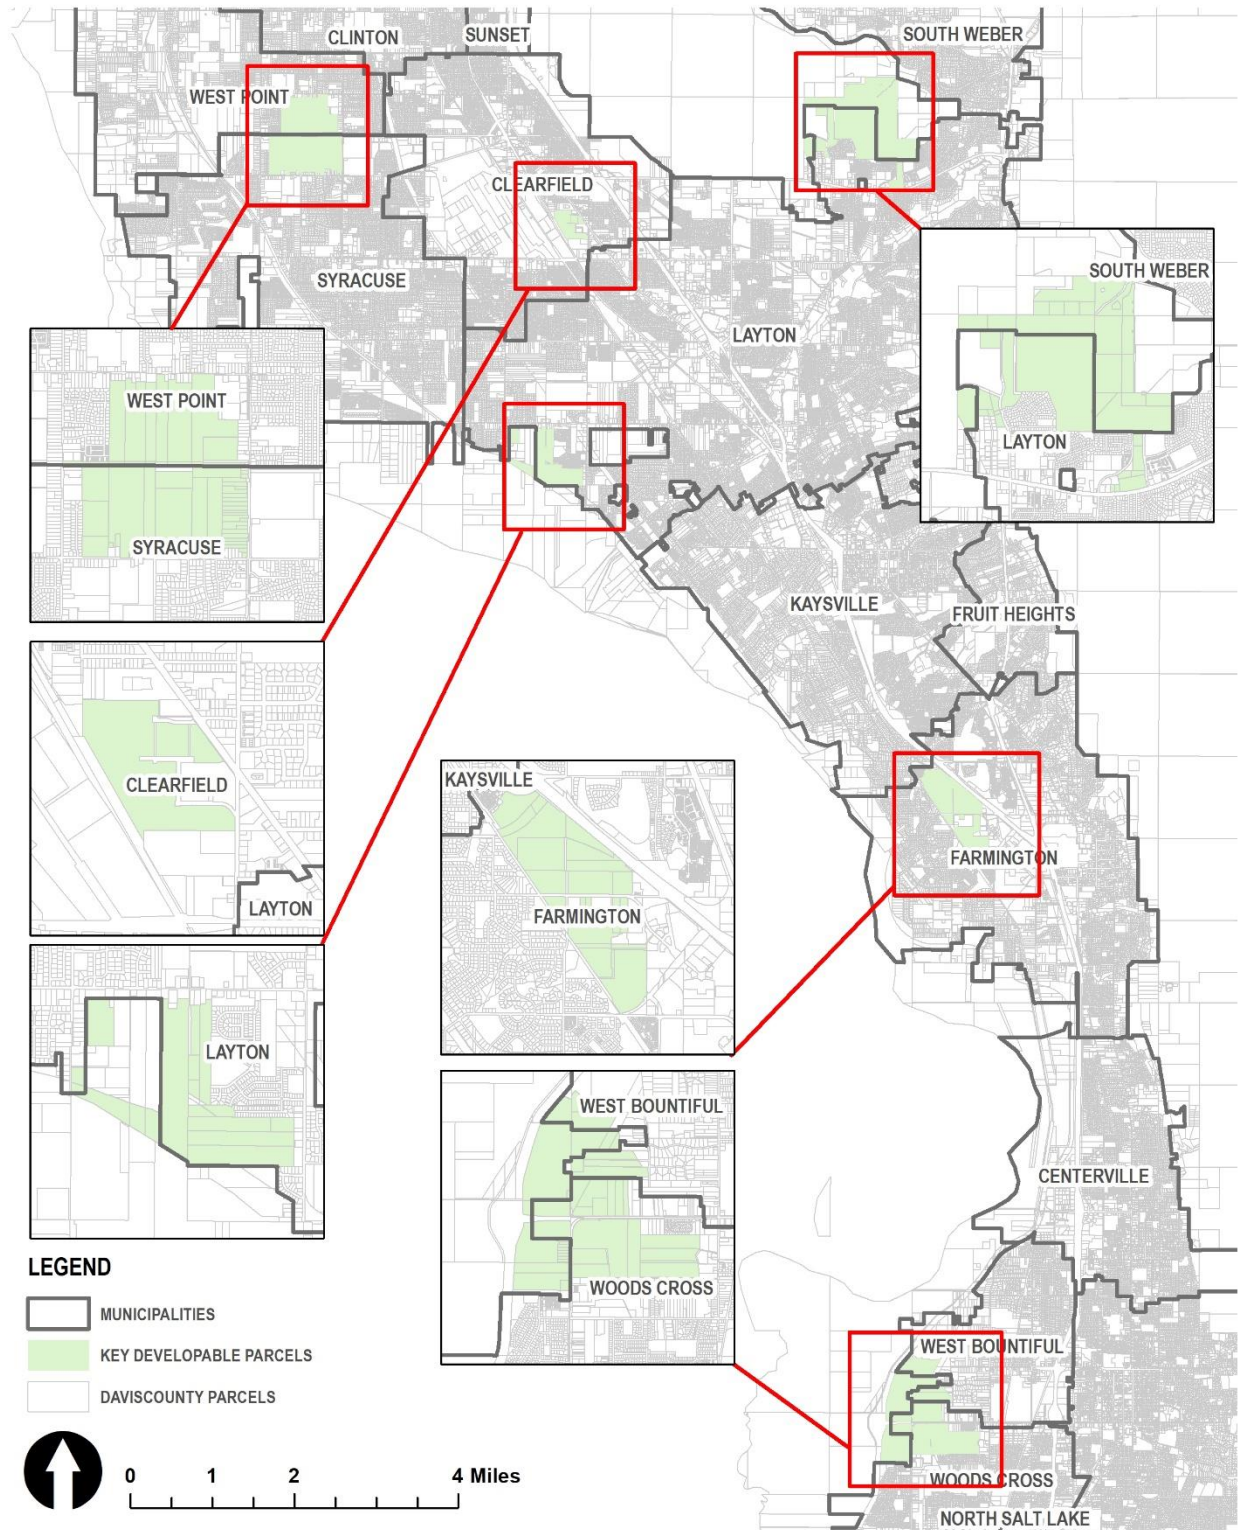 CLINTON
SUNSET
SOUTH WEBER
WEST POINT
CLEARFIELD
SYRACUSE
LAYTON
SOUTH WEBER
LAYTON
WEST POINT
SYRACUSE
KAYSVILLE
FRUIT HEIGHTS
CLEARFIELD
LAYTON
KAYSVILLE
FARMINGTON
FARMINGTON
LAYTON
WEST BOUNTIFUL
WOODS CROSS
CENTERVILLE
WEST BOUNTIFUL
WOODS CROSS
NORTH SALT LAKE
LEGEND
MUNICIPALITIES
KEY DEVELOPABLE PARCELS
DAVISCOUNTY PARCELS
0 1 2 4 Miles